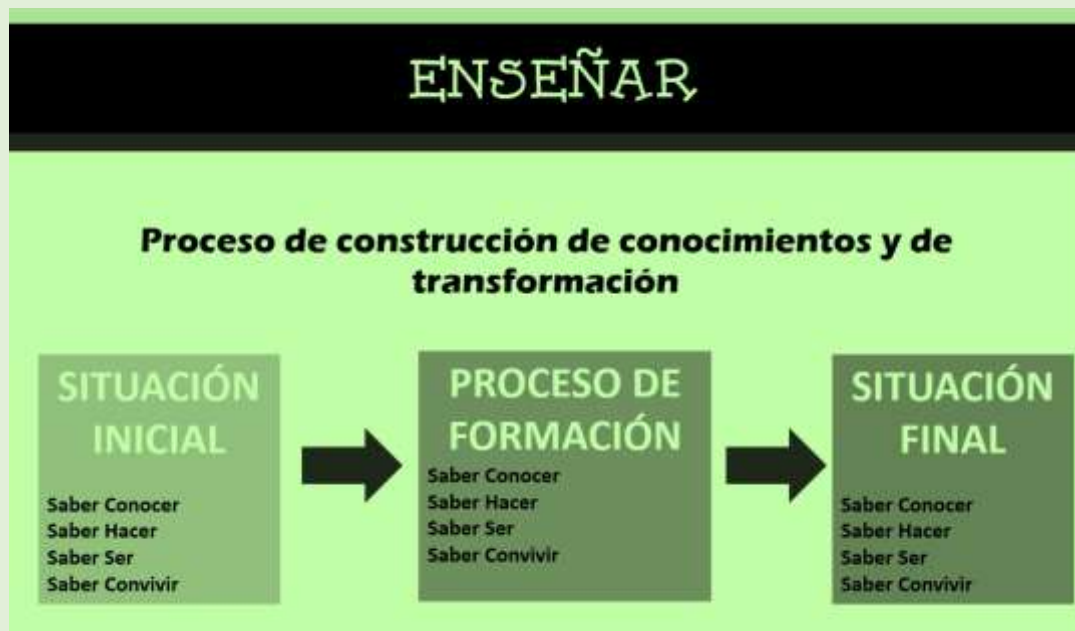 ENSEÑAR
Proceso de construcción de conocimientos y de
transformación
SITUACIÓN
INICIAL
Saber Conocer
Saber Hacer
Saber Ser
Saber Convivir
PROCESO DE
FORMACIÓN
Saber Conocer
Saber Hacer
Saber Ser
Saber Convivir
SITUACIÓN
FINAL
Saber Conocer
Saber Hacer
Saber Ser
Saber Convivir